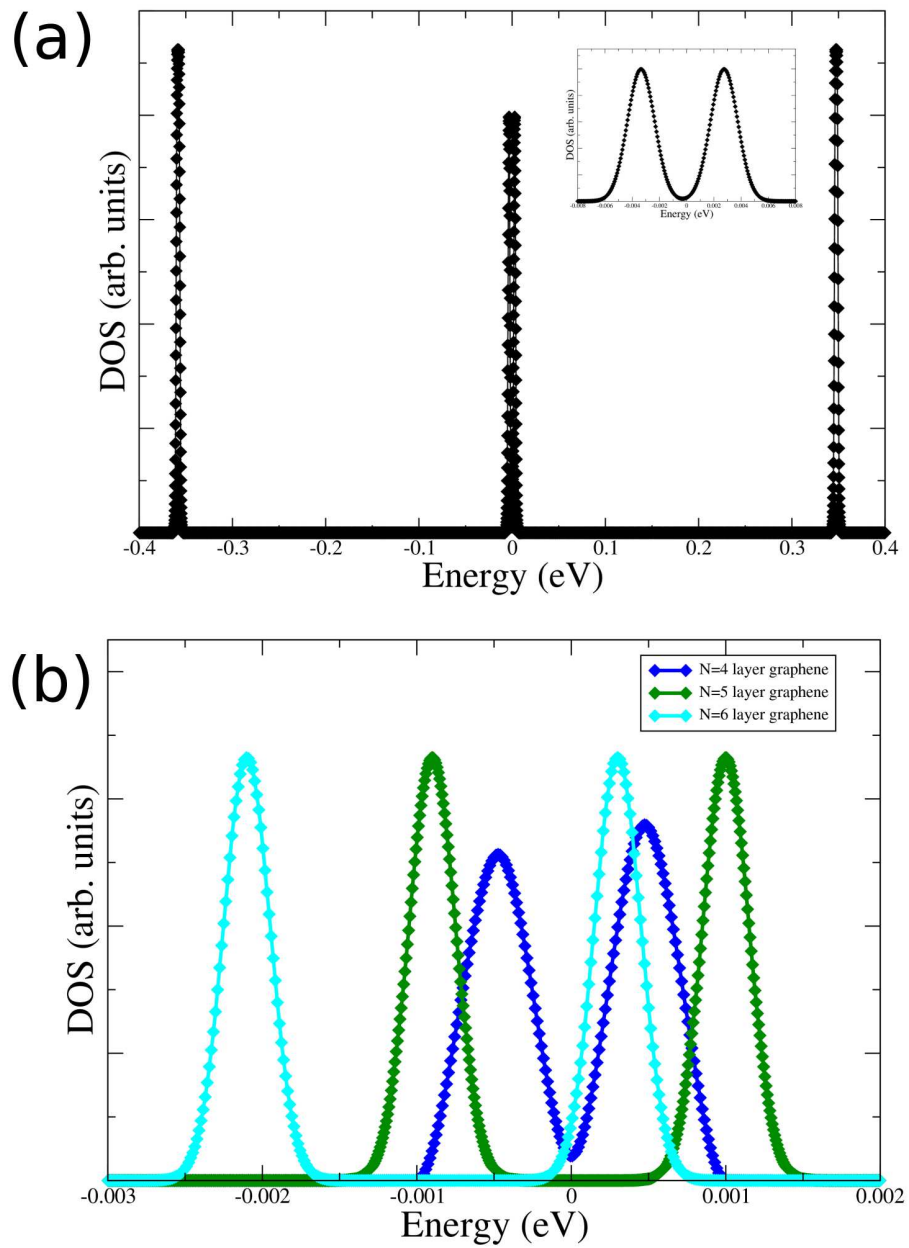 (a)
DOS (arb. units)
DOS (arb. units)
-0.008 -0.006 -0.004 -0.002 0 0.002 0.004 0.006 0.008
Energy (eV)
-0.4 -0.3 -0.2 -0.1 0 0.1 0.2 0.3 0.4
Energy (eV)
(b)
N=4 layer graphene
N=5 layer graphene
N=6 layer graphene
DOS (arb. units)
-0.003 -0.002 -0.001 0 0.001 0.002
Energy (eV)